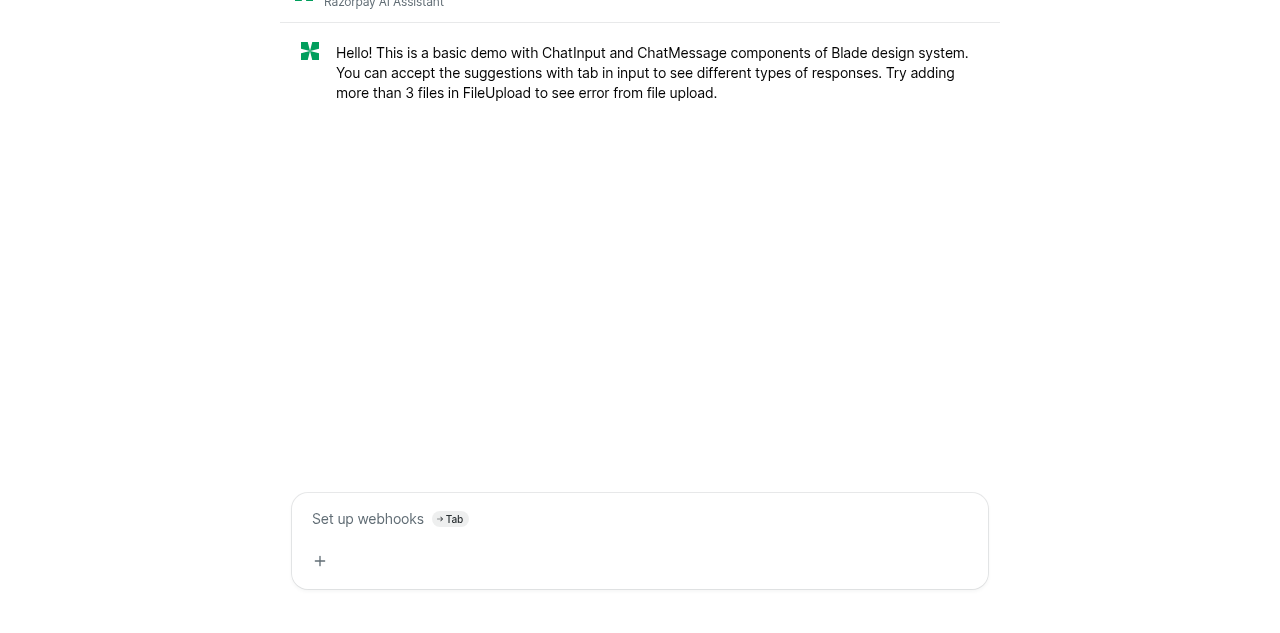 Razorpay AI Assistant
Hello! This is a basic demo with ChatInput and ChatMessage components of Blade design system.
You can accept the suggestions with tab in input to see different types of responses. Try adding
more than 3 files in FileUpload to see error from file upload.
Set up webhooks → Tab